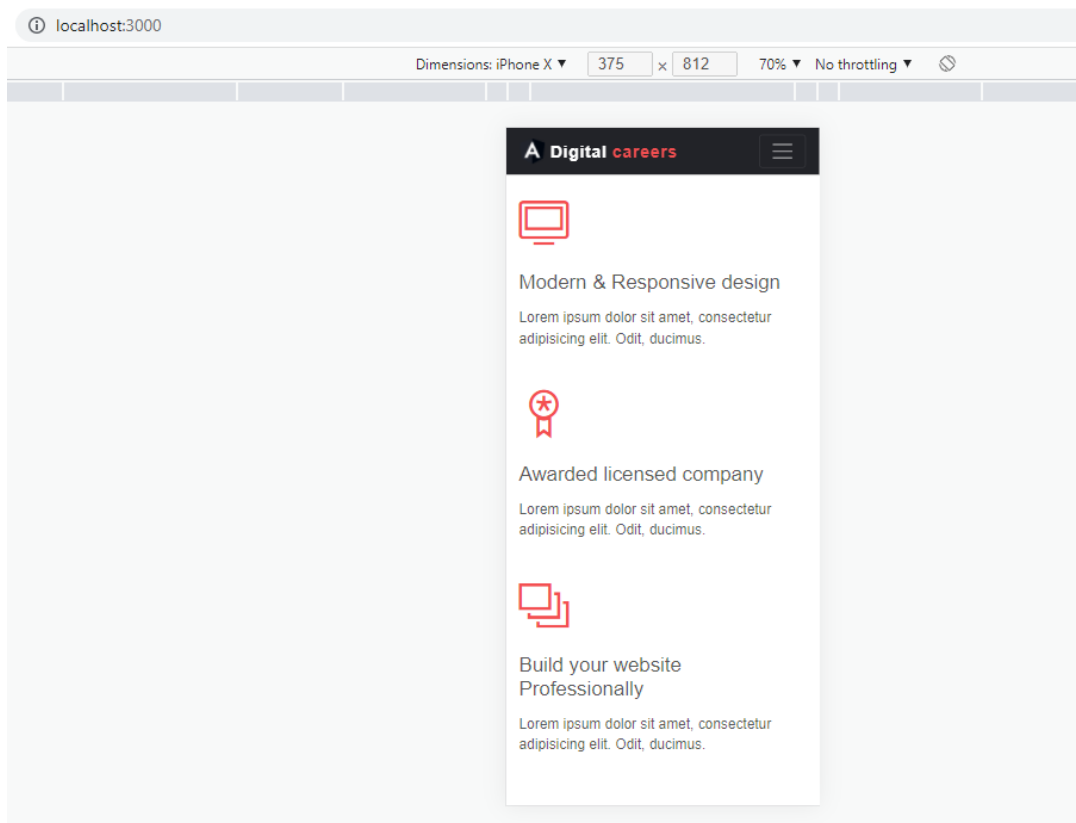 localhost:3000
Dimensions: iPhone X ▼ 375 x 812 70% ▼ No throttling ▼
A Digital careers
Modern & Responsive design
Lorem ipsum dolor sit amet, consectetur
adipisicing elit. Odit, ducimus.
Awarded licensed company
Lorem ipsum dolor sit amet, consectetur
adipisicing elit. Odit, ducimus.
Build your website
Professionally
Lorem ipsum dolor sit amet, consectetur
adipisicing elit. Odit, ducimus.